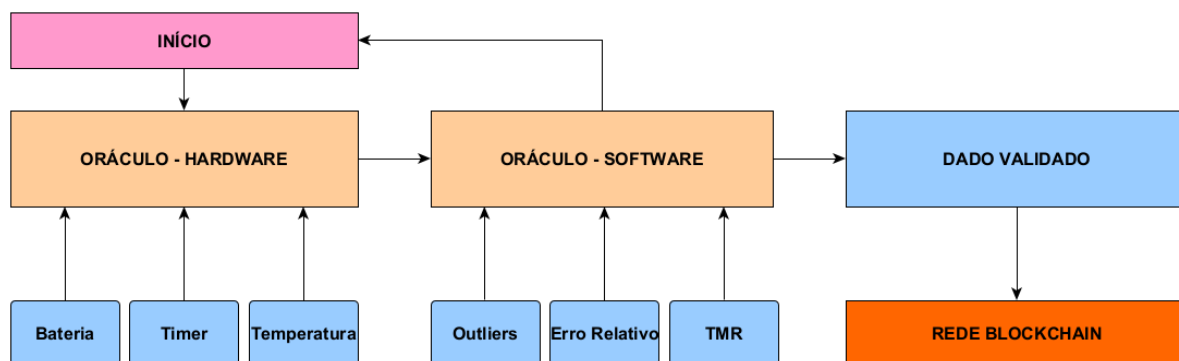 INÍCIO
ORÁCULO - HARDWARE
ORÁCULO - SOFTWARE
DADO VALIDADO
Bateria
Timer
Temperatura
Outliers
Erro Relativo
TMR
REDE BLOCKCHAIN